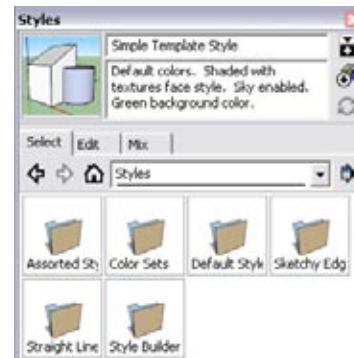 Styles
Simple Template Style
Default colors. Shaded with
textures face style. Sky enabled.
Green background color.
Select Edit Mix
Styles
Assorted Sty Color Sets Default Style Sketchy Edg
Straight Line Style Builder